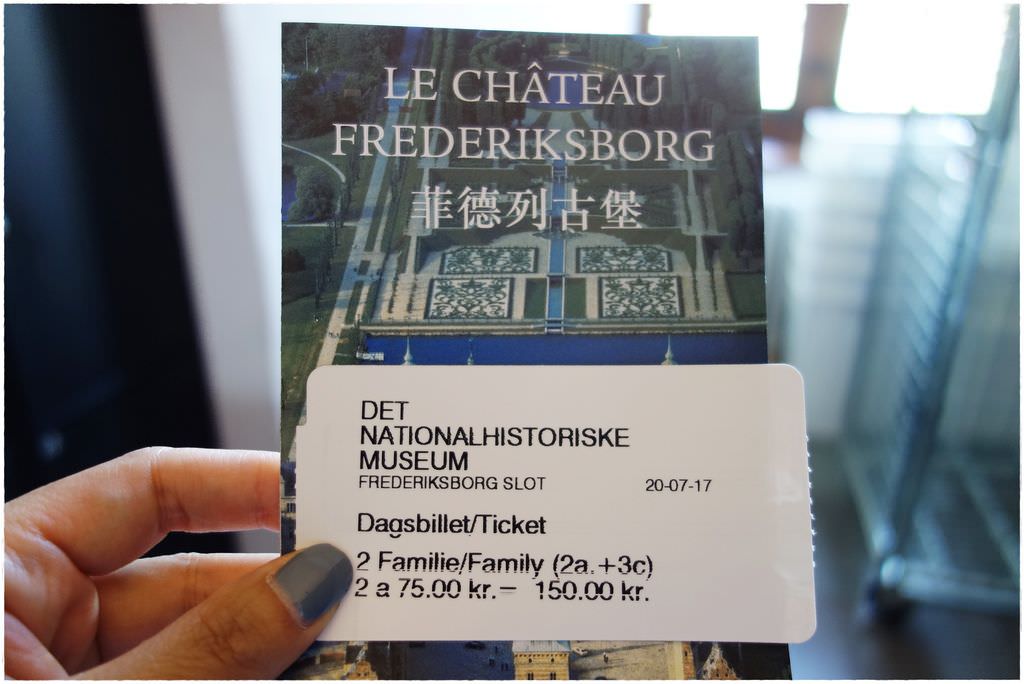 LE CHÂTEAU
FREDERIKSBORG
菲德列古堡
DET
NATIONALHISTORISKE
MUSEUM
FREDERIKSBORG SLOT 20-07-17
Dagsbillet/Ticket
2 Familie/Family (2a.+3c)
2 a 75.00 kr.= 150.00 kr.